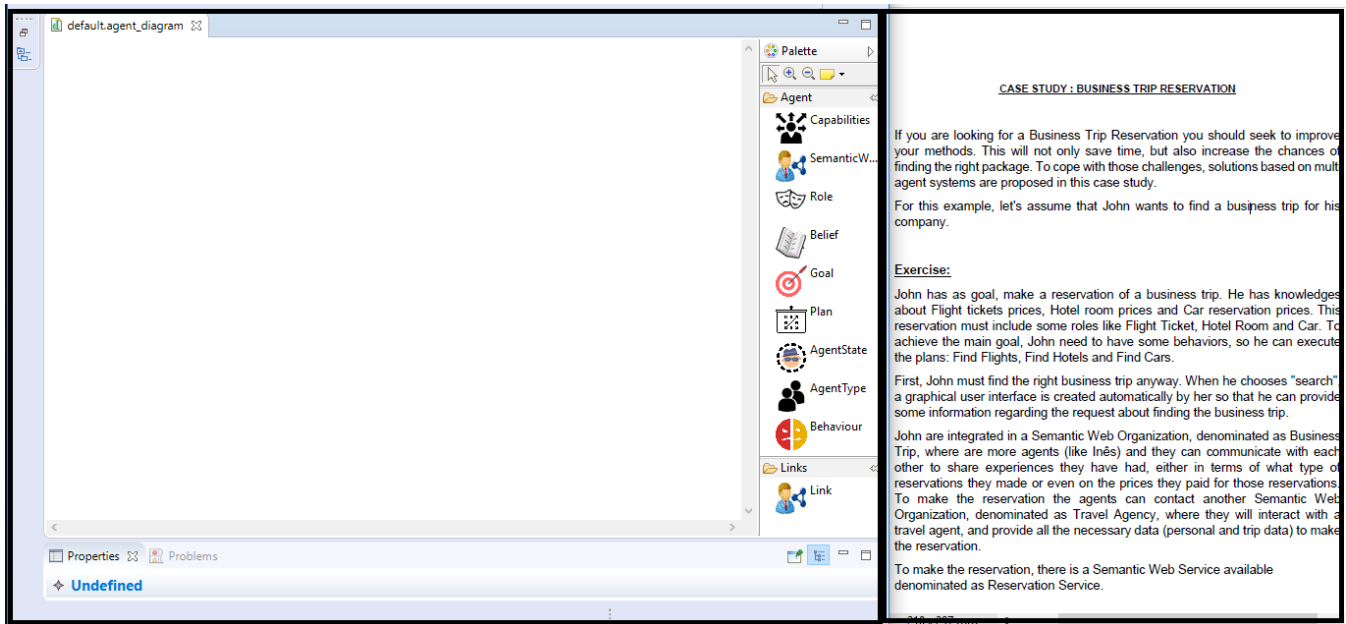 default.agent_diagram
Palette
Agent
Capabilities
SemanticW...
Role
Belief
Goal
Plan
AgentState
AgentType
Behaviour
Links
Link
Properties
Problems
Undefined
CASE STUDY : BUSINESS TRIP RESERVATION
If you are looking for a Business Trip Reservation you should seek to improve
your methods. This will not only save time, but also increase the chances of
finding the right package. To cope with those challenges, solutions based on mult
agent systems are proposed in this case study.
For this example, let's assume that John wants to find a business trip for his
company.
Exercise:
John has as goal, make a reservation of a business trip. He has knowledges
about Flight tickets prices, Hotel room prices and Car reservation prices. This
reservation must include some roles like Flight Ticket, Hotel Room and Car. To
achieve the main goal, John need to have some behaviors, so he can execute
the plans: Find Flights, Find Hotels and Find Cars.
First, John must find the right business trip anyway. When he chooses "search",
a graphical user interface is created automatically by her so that he can provide
some information regarding the request about finding the business trip.
John are integrated in a Semantic Web Organization, denominated as Business
Trip, where are more agents (like Inês) and they can communicate with each
other to share experiences they have had, either in terms of what type of
reservations they made or even on the prices they paid for those reservations.
To make the reservation the agents can contact another Semantic Web
Organization, denominated as Travel Agency, where they will interact with a
travel agent, and provide all the necessary data (personal and trip data) to make
the reservation.
To make the reservation, there is a Semantic Web Service available
denominated as Reservation Service.